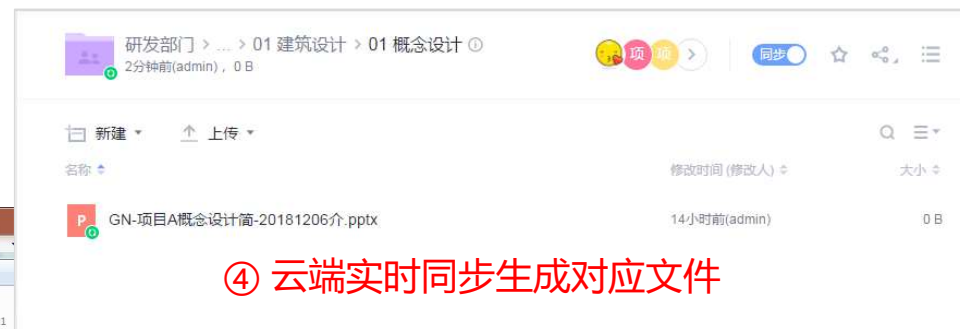 研发部门 > ... > 01 建筑设计 > 01 概念设计
2分钟前(admin)，0 B
项 项 >
同步
新建 上传
名称 修改时间 (修改人) 大小
P GN-项目A概念设计简-20181206介.pptx 14小时前(admin) 0 B
④ 云端实时同步生成对应文件
1